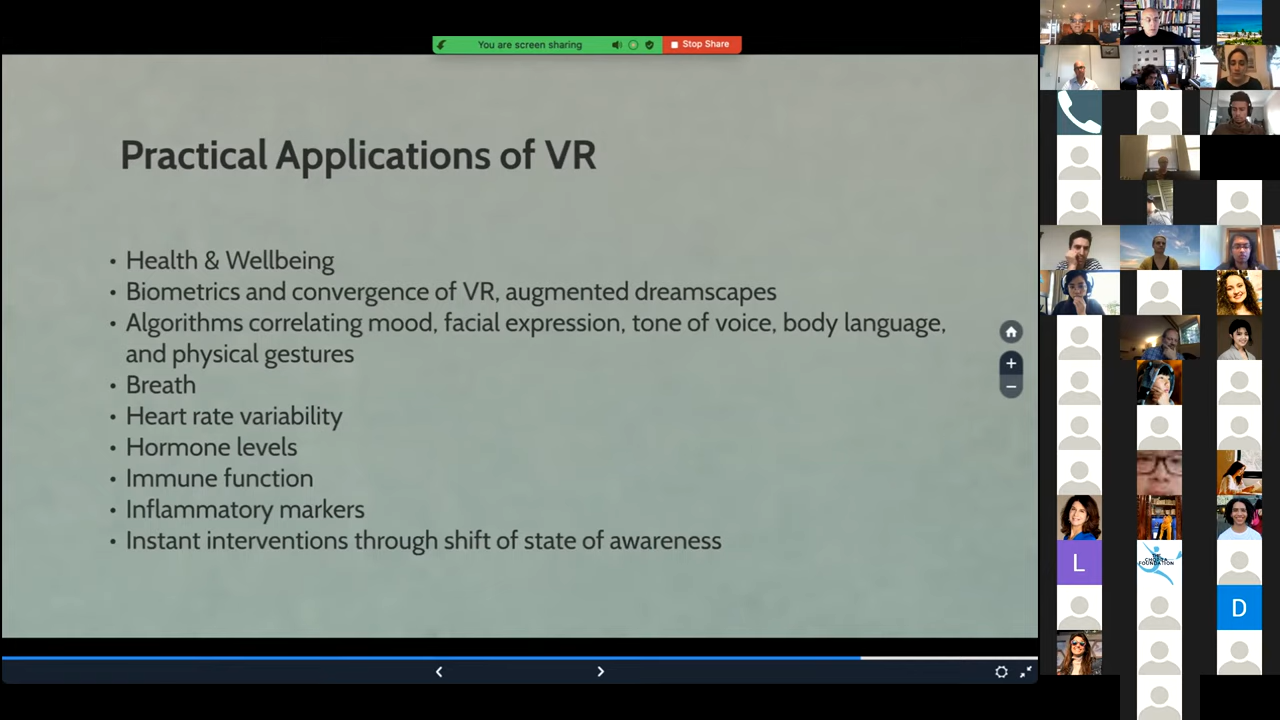 You are screen sharing
Stop Share
Practical Applications of VR
• Health & Wellbeing
• Biometrics and convergence of VR, augmented dreamscapes
• Algorithms correlating mood, facial expression, tone of voice, body language,
and physical gestures
• Breath
• Heart rate variability
• Hormone levels
• Immune function
• Inflammatory markers
• Instant interventions through shift of state of awareness
L
THE
CHOPRA
FOUNDATION
D